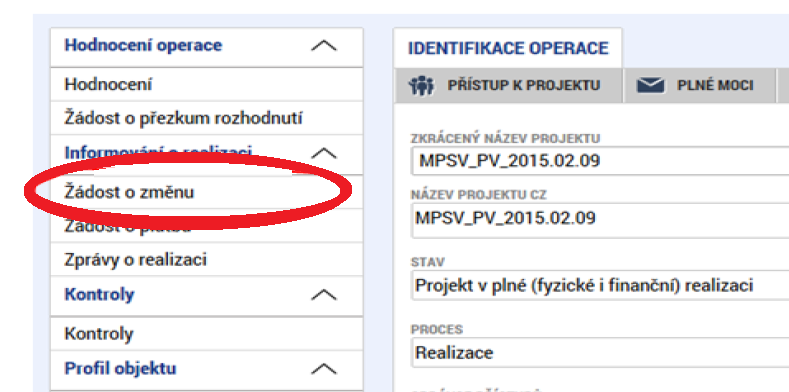 Hodnocení operace
Hodnocení
Žádost o přezkum rozhodnutí
Informování o realizaci
Žádost o změnu
Žádost o platbu
Zprávy o realizaci
Kontroly
Kontroly
Profil objektu
IDENTIFIKACE OPERACE
PŘÍSTUP K PROJEKTU PLNÉ MOCI
ZKRÁCENÝ NÁZEV PROJEKTU
MPSV_PV_2015.02.09
NÁZEV PROJEKTU CZ
MPSV_PV_2015.02.09
STAV
Projekt v plné (fyzické i finanční) realizaci
PROCES
Realizace